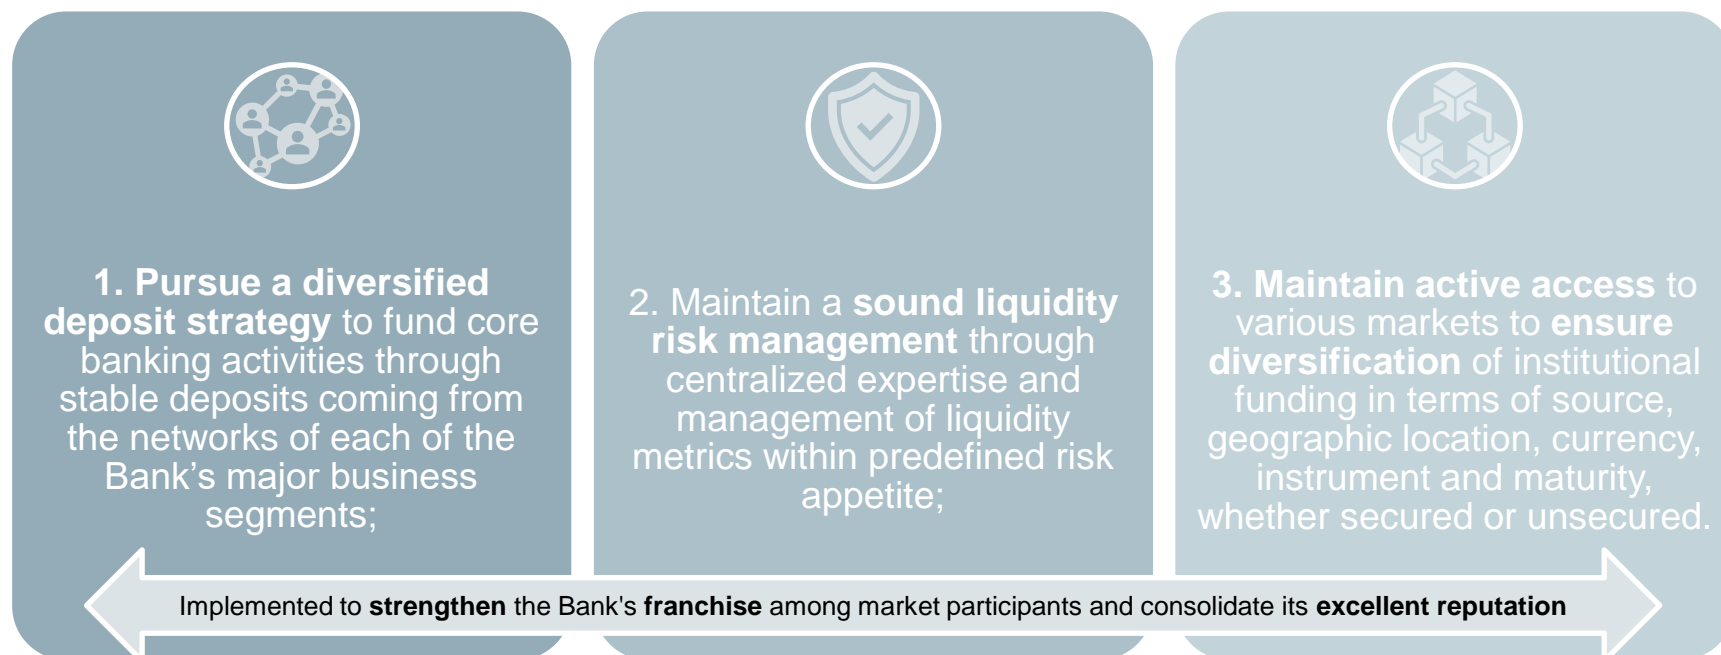 1. Pursue a diversified
deposit strategy to fund core
banking activities through
stable deposits coming from
the networks of each of the
Bank’s major business
segments;
2. Maintain a sound liquidity
risk management through
centralized expertise and
management of liquidity
metrics within predefined risk
appetite;
3. Maintain active access to
various markets to ensure
diversification of institutional
funding in terms of source,
geographic location, currency,
instrument and maturity,
whether secured or unsecured.
Implemented to strengthen the Bank's franchise among market participants and consolidate its excellent reputation